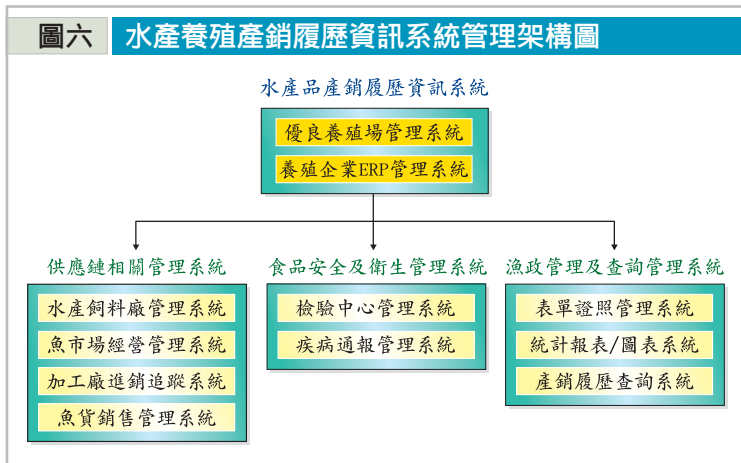 圖六 水產養殖產銷履歷資訊系統管理架構圖
水產品產銷履歷資訊系統
優良養殖場管理系統
養殖企業ERP管理系統
供應鏈相關管理系統
水產飼料廠管理系統
魚市場經營管理系統
加工廠進銷追蹤系統
魚貨銷售管理系統
食品安全及衛生管理系統
檢驗中心管理系統
疾病通報管理系統
漁政管理及查詢管理系統
表單證照管理系統
統計報表/圖表系統
產銷履歷查詢系統